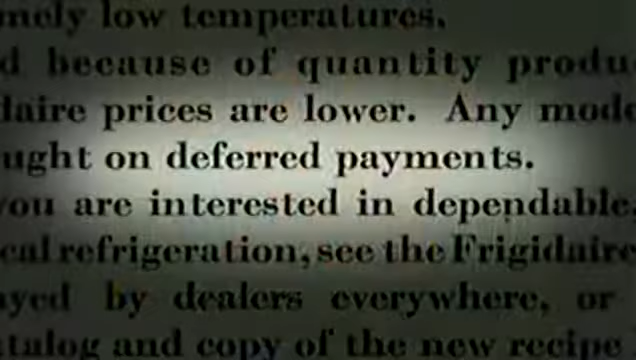 mely low temperatures.
d because of quantity produ
laire prices are lower. Any mode
ught on deferred payments.
you are interested in dependable,
cal refrigeration, see the Frigidaire
ayed by dealers everywhere, or
talog and copy of the new recipe